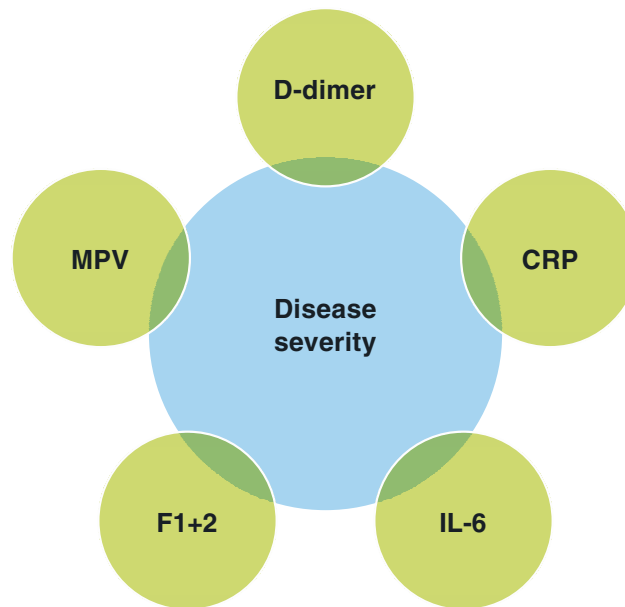 D-dimer
MPV
CRP
Disease
severity
F1+2
IL-6